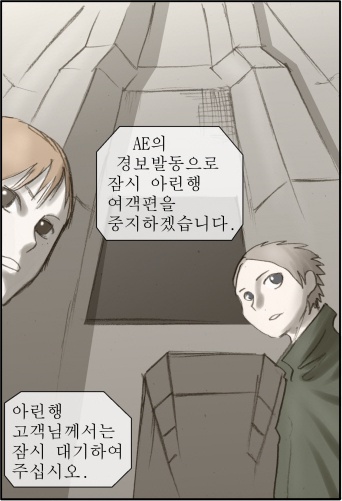 AE의
경보발동으로
잠시 아린행
여객편을
중지하겠습니다.
아린행
고객님께서는
잠시 대기하여
주십시오.